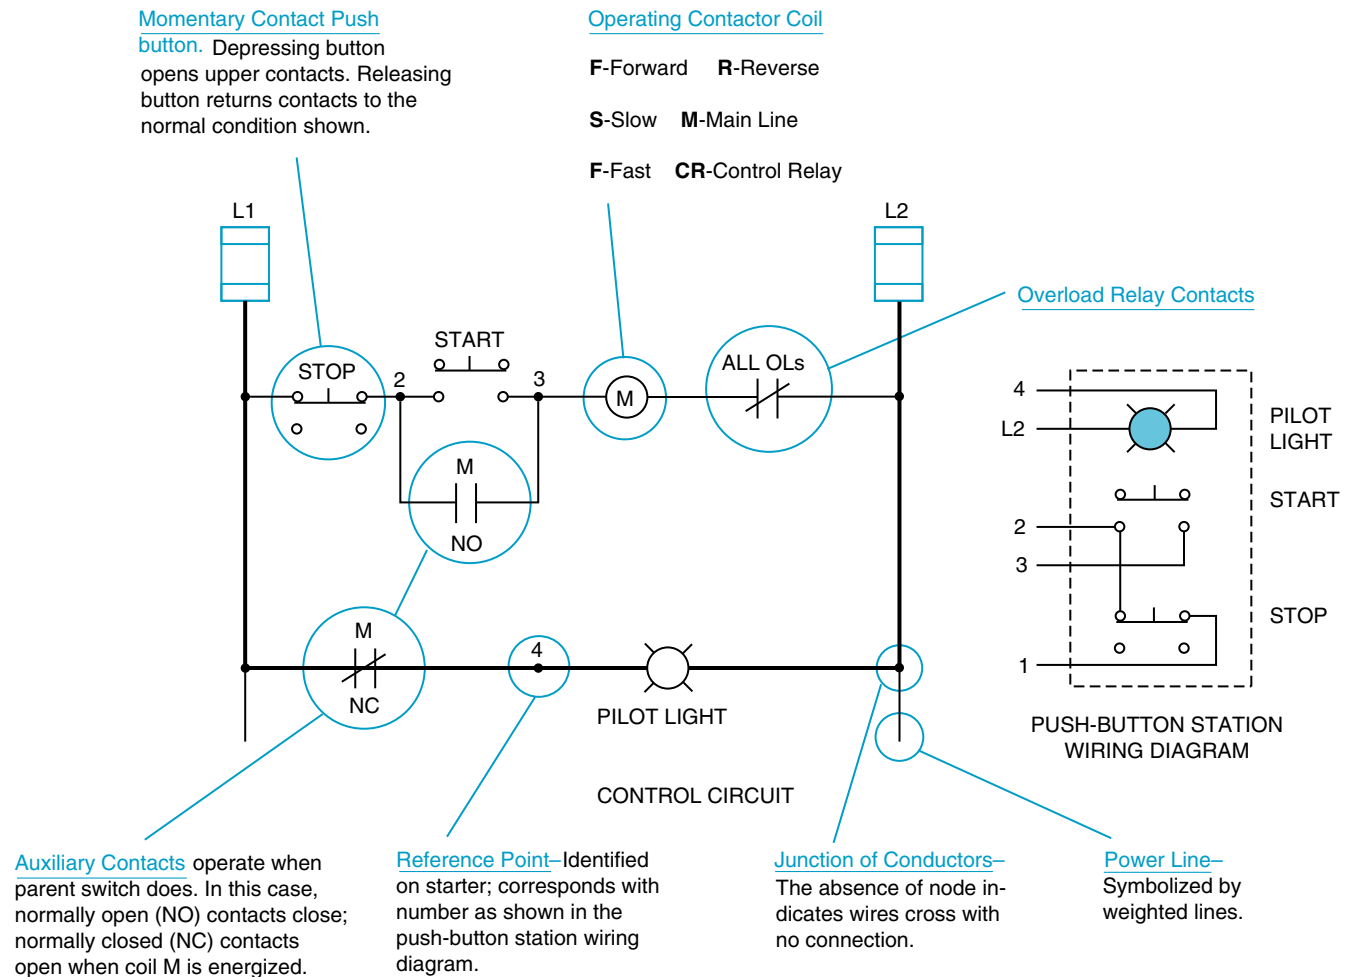 Momentary Contact Push
button. Depressing button
opens upper contacts. Releasing
button returns contacts to the
normal condition shown.
Operating Contactor Coil
F-Forward R-Reverse
S-Slow M-Main Line
F-Fast CR-Control Relay
L1
L2
Overload Relay Contacts
STOP
2
START
3
M
ALL OLs
M
NO
M
NC
4
PILOT LIGHT
CONTROL CIRCUIT
4
L2
PILOT
LIGHT
START
2
3
STOP
1
PUSH-BUTTON STATION
WIRING DIAGRAM
Auxiliary Contacts operate when
parent switch does. In this case,
normally open (NO) contacts close;
normally closed (NC) contacts
open when coil M is energized.
Reference Point–Identified
on starter; corresponds with
number as shown in the
push-button station wiring
diagram.
Junction of Conductors–
The absence of node in-
dicates wires cross with
no connection.
Power Line–
Symbolized by
weighted lines.